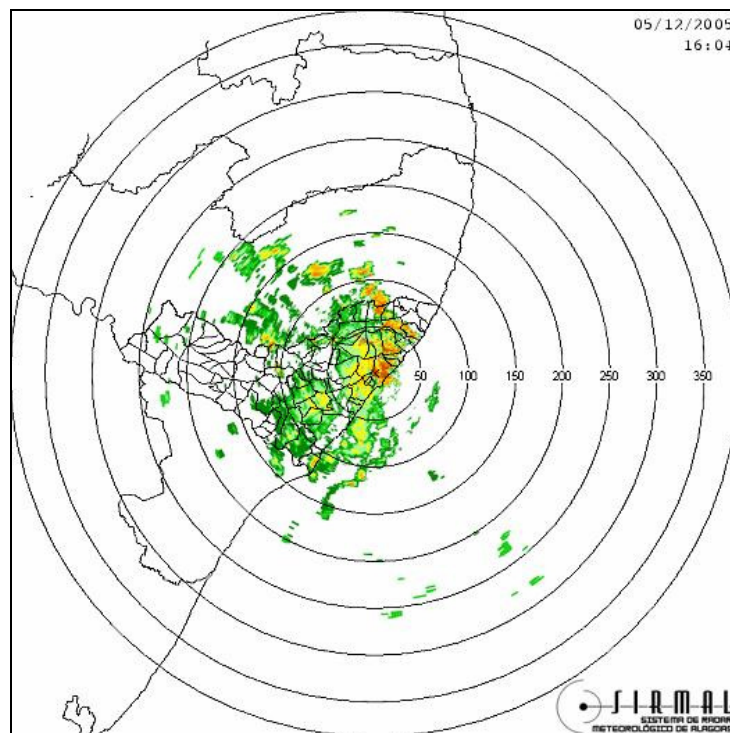 05/12/2005
16:04
50 100 150 200 250 300 350
SIRMAL
SISTEMA DE RADAR
METEOROLÓGICO DE ALAGOAS